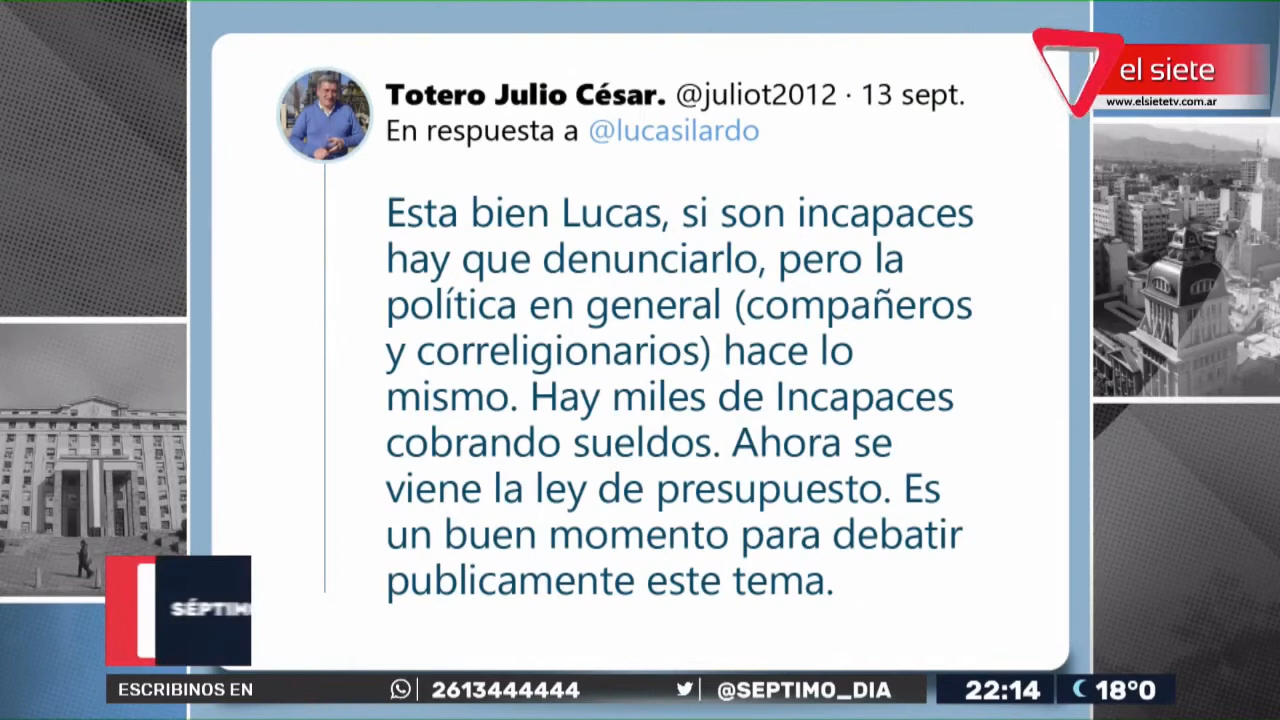 Totero Julio César. @juliot2012 · 13 sept.
En respuesta a @lucasilardo
el siete
www.elsietetv.com.ar
Esta bien Lucas, si son incapaces
hay que denunciarlo, pero la
política en general (compañeros
y correligionarios) hace lo
mismo. Hay miles de Incapaces
cobrando sueldos. Ahora se
viene la ley de presupuesto. Es
un buen momento para debatir
publicamente este tema.
SÉPTIM
ESCRIBINOS EN 2613444444 @SEPTIMO_DIA 22:14 18°0